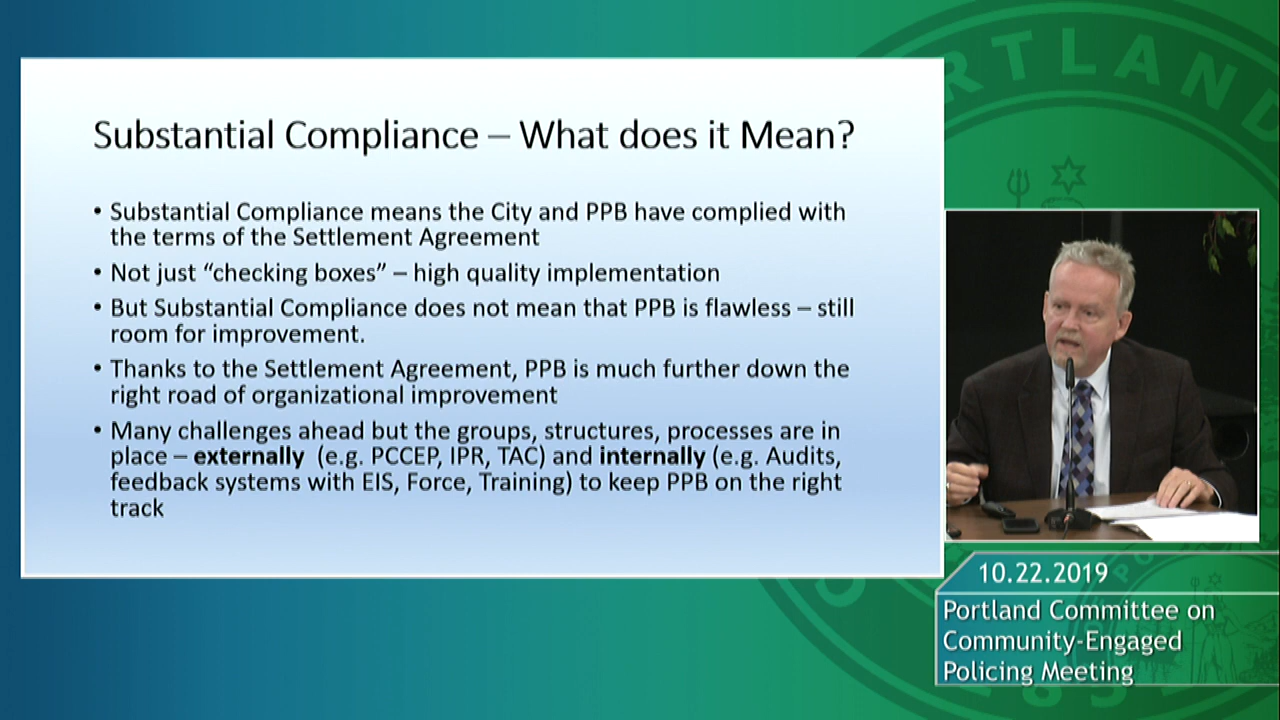 Substantial Compliance – What does it Mean?
• Substantial Compliance means the City and PPB have complied with
the terms of the Settlement Agreement
• Not just “checking boxes” – high quality implementation
• But Substantial Compliance does not mean that PPB is flawless – still
room for improvement.
• Thanks to the Settlement Agreement, PPB is much further down the
right road of organizational improvement
• Many challenges ahead but the groups, structures, processes are in
place – externally (e.g. PCCEP, IPR, TAC) and internally (e.g. Audits,
feedback systems with EIS, Force, Training) to keep PPB on the right
track
RTLAND
10.22.2019
Portland Committee on
Community-Engaged
Policing Meeting